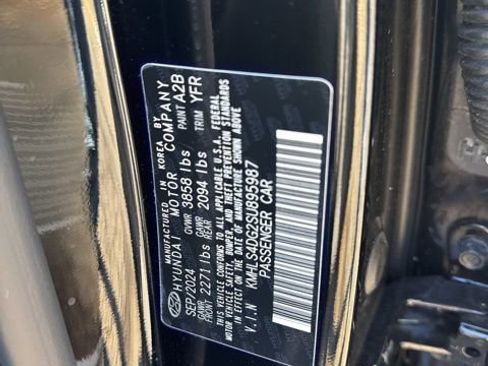 MANUFACTURED IN KOREA BY
HYUNDAI MOTOR COMPANY
SEP/2024 GVWR 3858 lbs PAINT A2B
GAWR FRONT 2271 lbs GAWR REAR 2094 lbs TRIM YFR
THIS VEHICLE CONFORMS TO ALL APPLICABLE U.S.A. FEDERAL
MOTOR VEHICLE SAFETY, BUMPER, AND THEFT PREVENTION STANDARDS
IN EFFECT ON THE DATE OF MANUFACTURE SHOWN ABOVE
V.I.N KMHLS4DG2SU895987
PASSENGER CAR